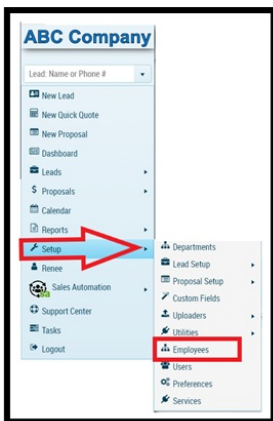 ABC Company
Lead: Name or Phone #
New Lead
New Quick Quote
New Proposal
Dashboard
Leads
$ Proposals
Calendar
Reports
Setup
Renee
Sales Automation
Support Center
Tasks
Logout
Departments
Lead Setup
Proposal Setup
Custom Fields
Uploaders
Utilities
Employees
Users
Preferences
Services